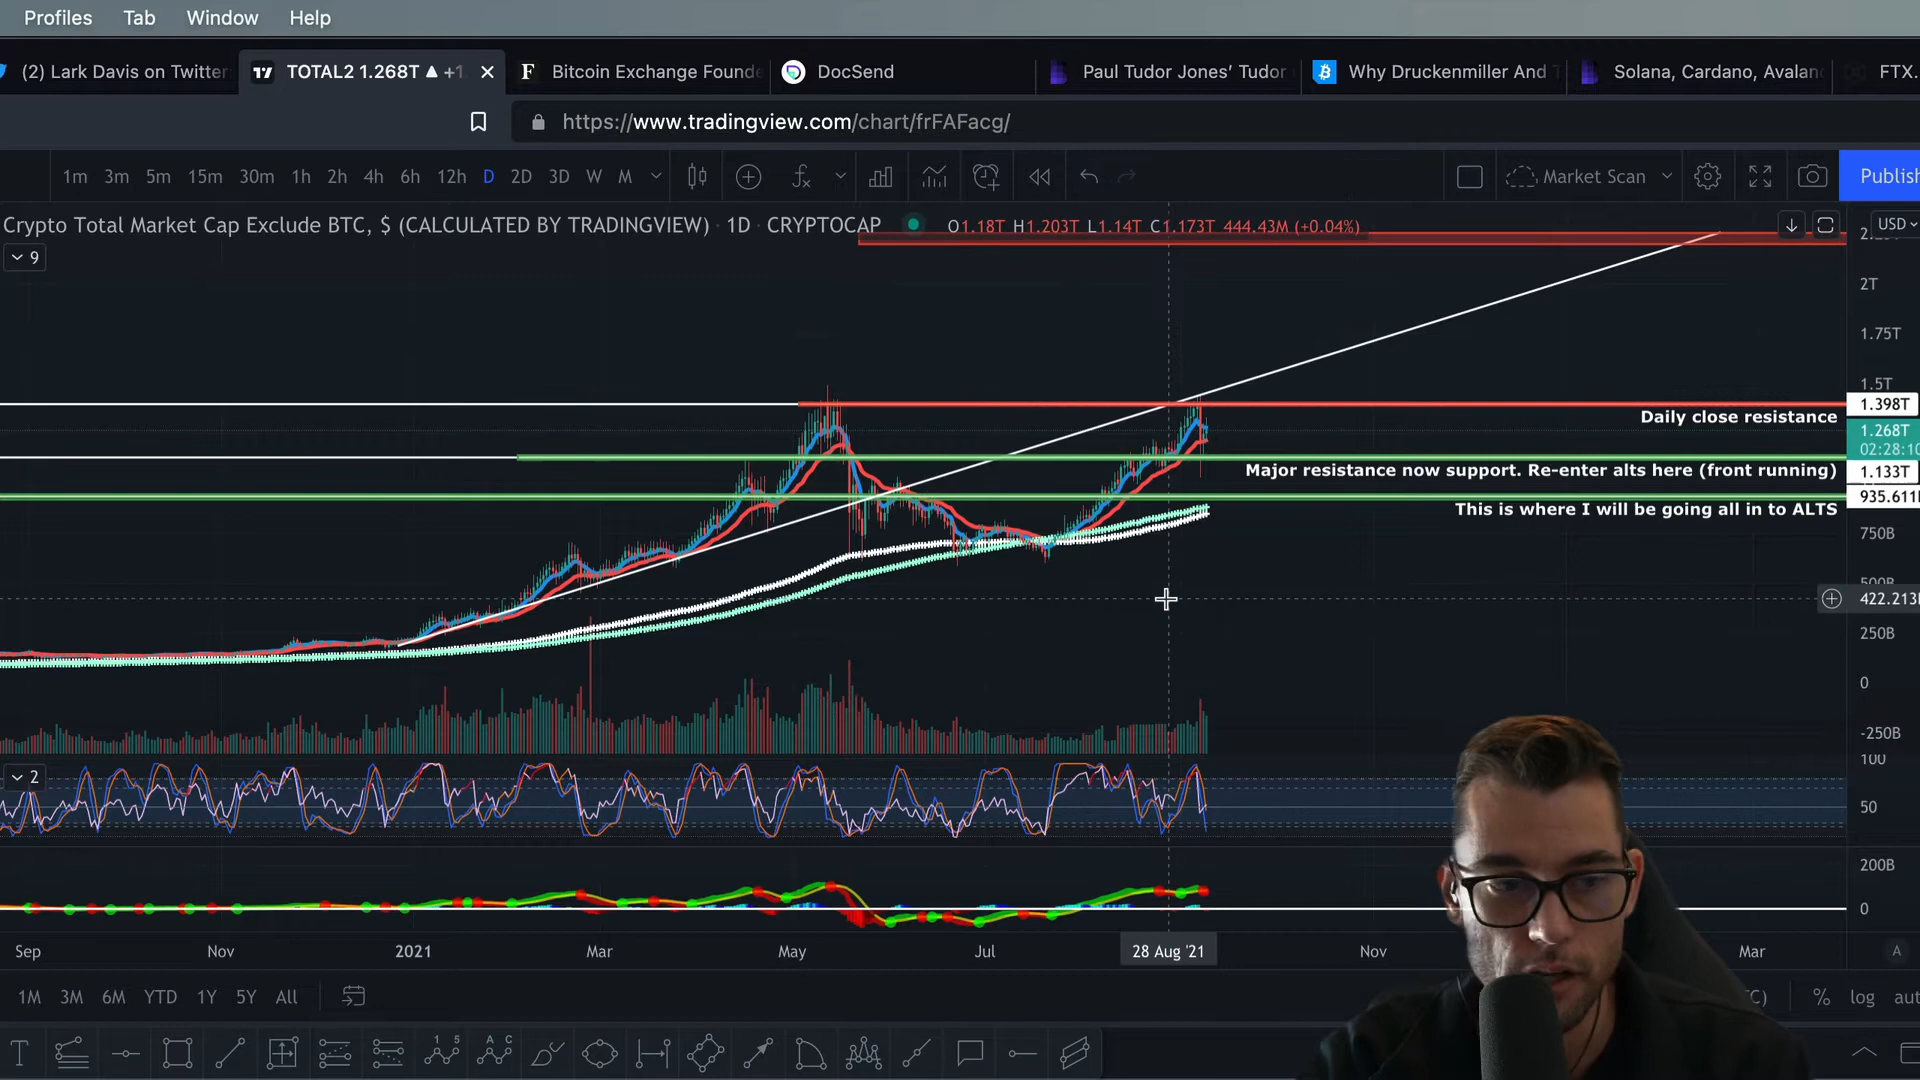 Profiles Tab Window Help
(2) Lark Davis on Twitter
TOTAL2 1.268T ▲ +1.
Bitcoin Exchange Founde
DocSend
Paul Tudor Jones’ Tudor
Why Druckenmiller And T
Solana, Cardano, Avalan
FTX.
https://www.tradingview.com/chart/frFAFacg/
1m 3m 5m 15m 30m 1h 2h 4h 6h 12h D 2D 3D W M
Market Scan
Publish
Crypto Total Market Cap Exclude BTC, $ (CALCULATED BY TRADINGVIEW) · 1D · CRYPTOCAP
O1.18T H1.203T L1.14T C1.173T 444.43M (+0.04%)
USD
9
2T
1.75T
1.5T
1.398T
Daily close resistance
1.268T
02:28:10
Major resistance now support. Re-enter alts here (front running)
1.133T
935.611
This is where I will be going all in to ALTS
750B
500B
422.213
250B
0
-250B
100
2
50
200B
0
Sep Nov 2021 Mar May Jul 28 Aug '21 Nov Mar
A
1M 3M 6M YTD 1Y 5Y All
C) % log aut
T
1 5
A C